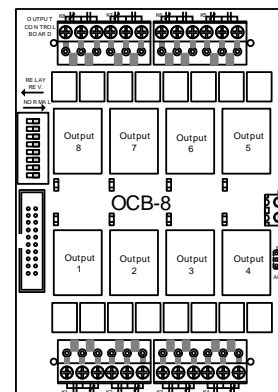 OUTPUT
CONTROL
BOARD
RELAY
REV.
NORMAL
Output
8
Output
7
Output
6
Output
5
OCB-8
Output
1
Output
2
Output
3
Output
4